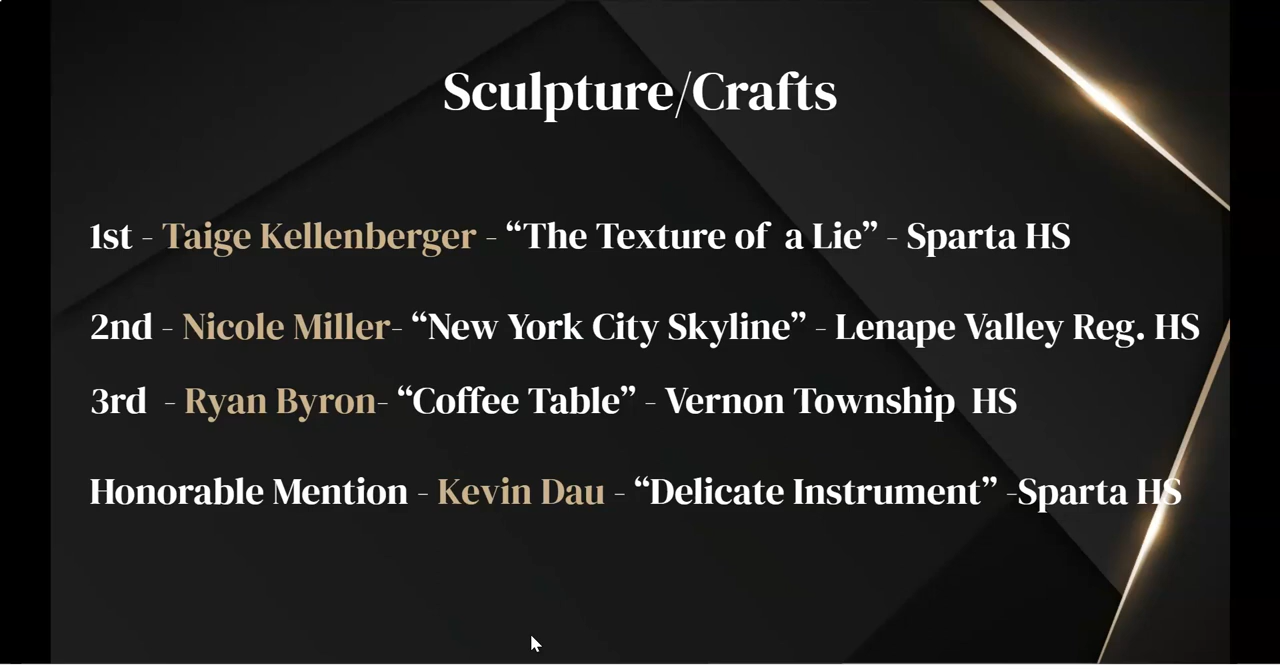 Sculpture/Crafts
1st - Taige Kellenberger - “The Texture of  a Lie” - Sparta HS
2nd - Nicole Miller- “New York City Skyline” - Lenape Valley Reg. HS
3rd  - Ryan Byron- “Coffee Table” - Vernon Township  HS
Honorable Mention - Kevin Dau - “Delicate Instrument” -Sparta HS